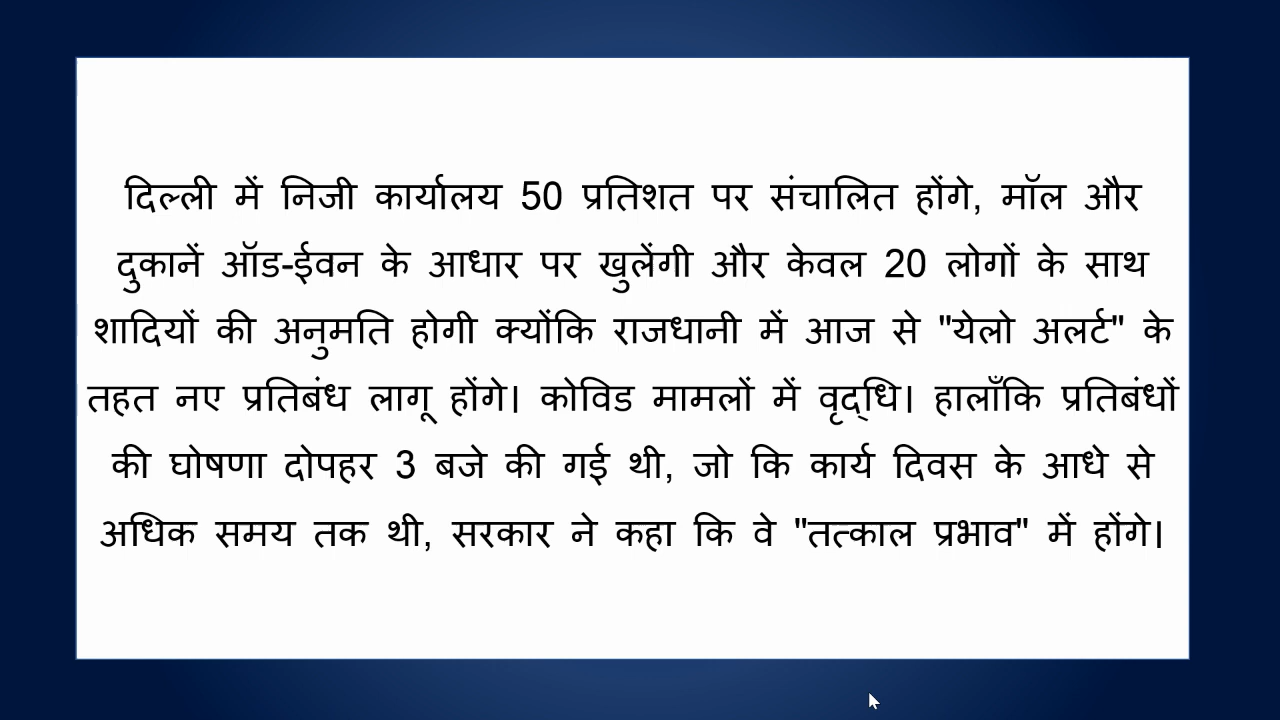 दिल्ली में निजी कार्यालय 50 प्रतिशत पर संचालित होंगे, मॉल और
दुकानें ऑड-ईवन के आधार पर खुलेंगी और केवल 20 लोगों के साथ
शादियों की अनुमति होगी क्योंकि राजधानी में आज से "येलो अलर्ट" के
तहत नए प्रतिबंध लागू होंगे। कोविड मामलों में वृद्धि। हालाँकि प्रतिबंधों
की घोषणा दोपहर 3 बजे की गई थी, जो कि कार्य दिवस के आधे से
अधिक समय तक थी, सरकार ने कहा कि वे "तत्काल प्रभाव" में होंगे।